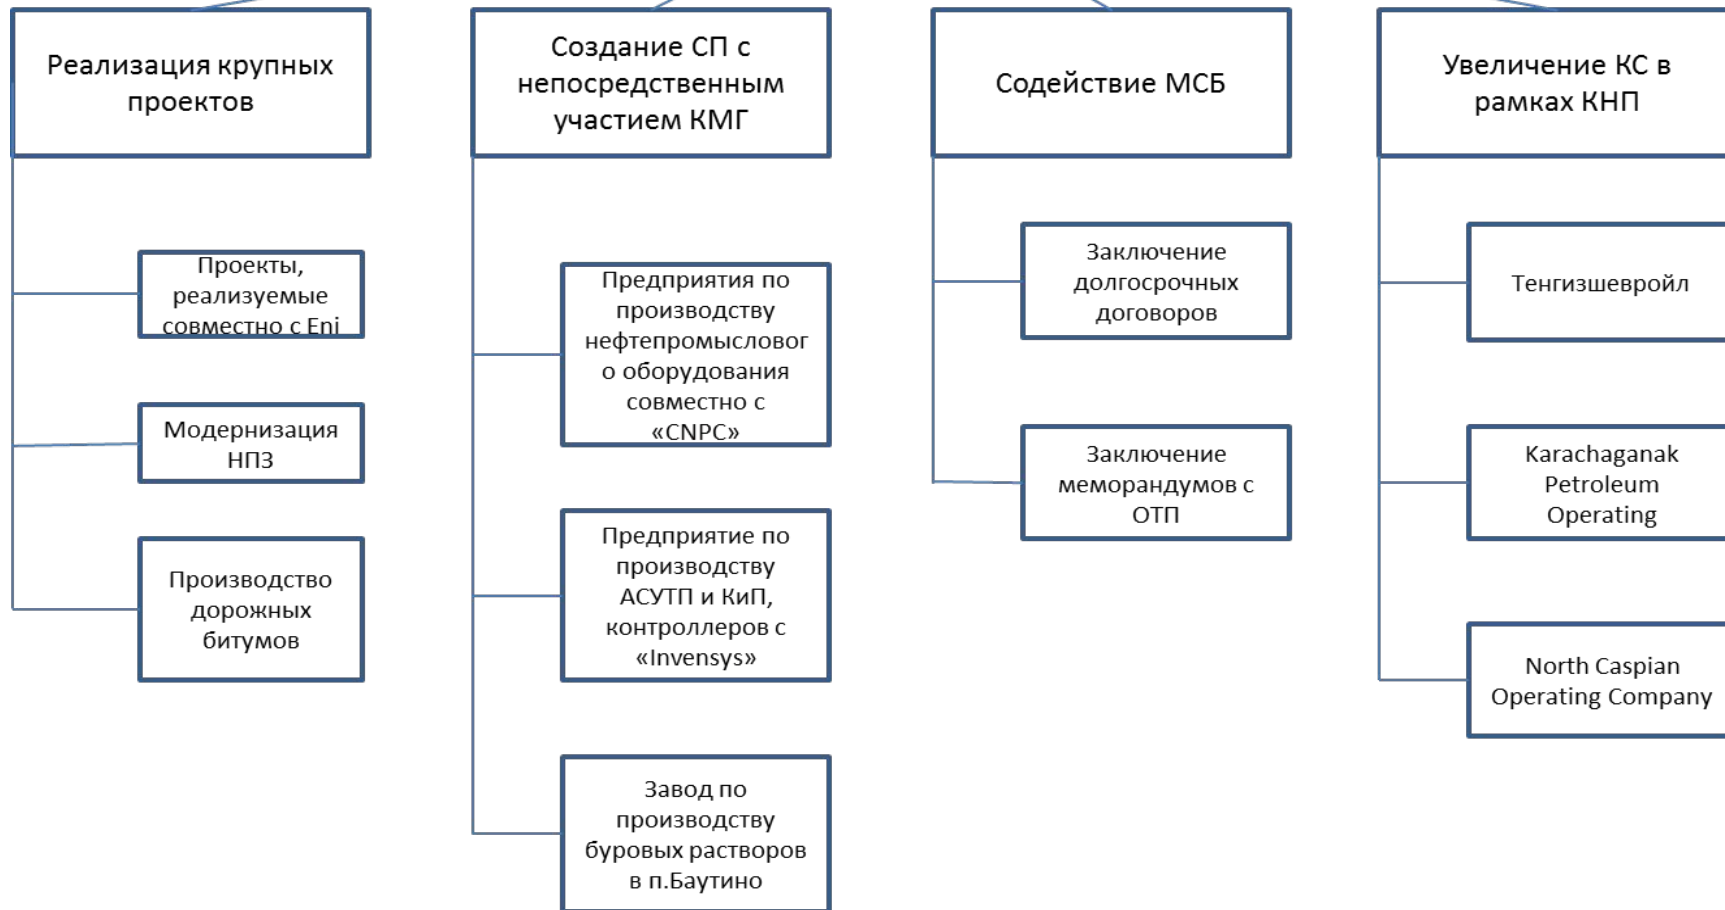 Реализация крупных
проектов
Проекты,
реализуемые
совместно с Eni
Модернизация
НПЗ
Производство
дорожных
битумов
Создание СП с
непосредственным
участием КМГ
Предприятия по
производству
нефтепромысловог
о оборудования
совместно с
«CNPC»
Предприятие по
производству
АСУТП и КиП,
контроллеров с
«Invensys»
Завод по
производству
буровых растворов
в п.Баутино
Содействие МСБ
Заключение
долгосрочных
договоров
Заключение
меморандумов с
ОТП
Увеличение КС в
рамках КНП
Тенгизшевройл
Karachaganak
Petroleum
Operating
North Caspian
Operating Company